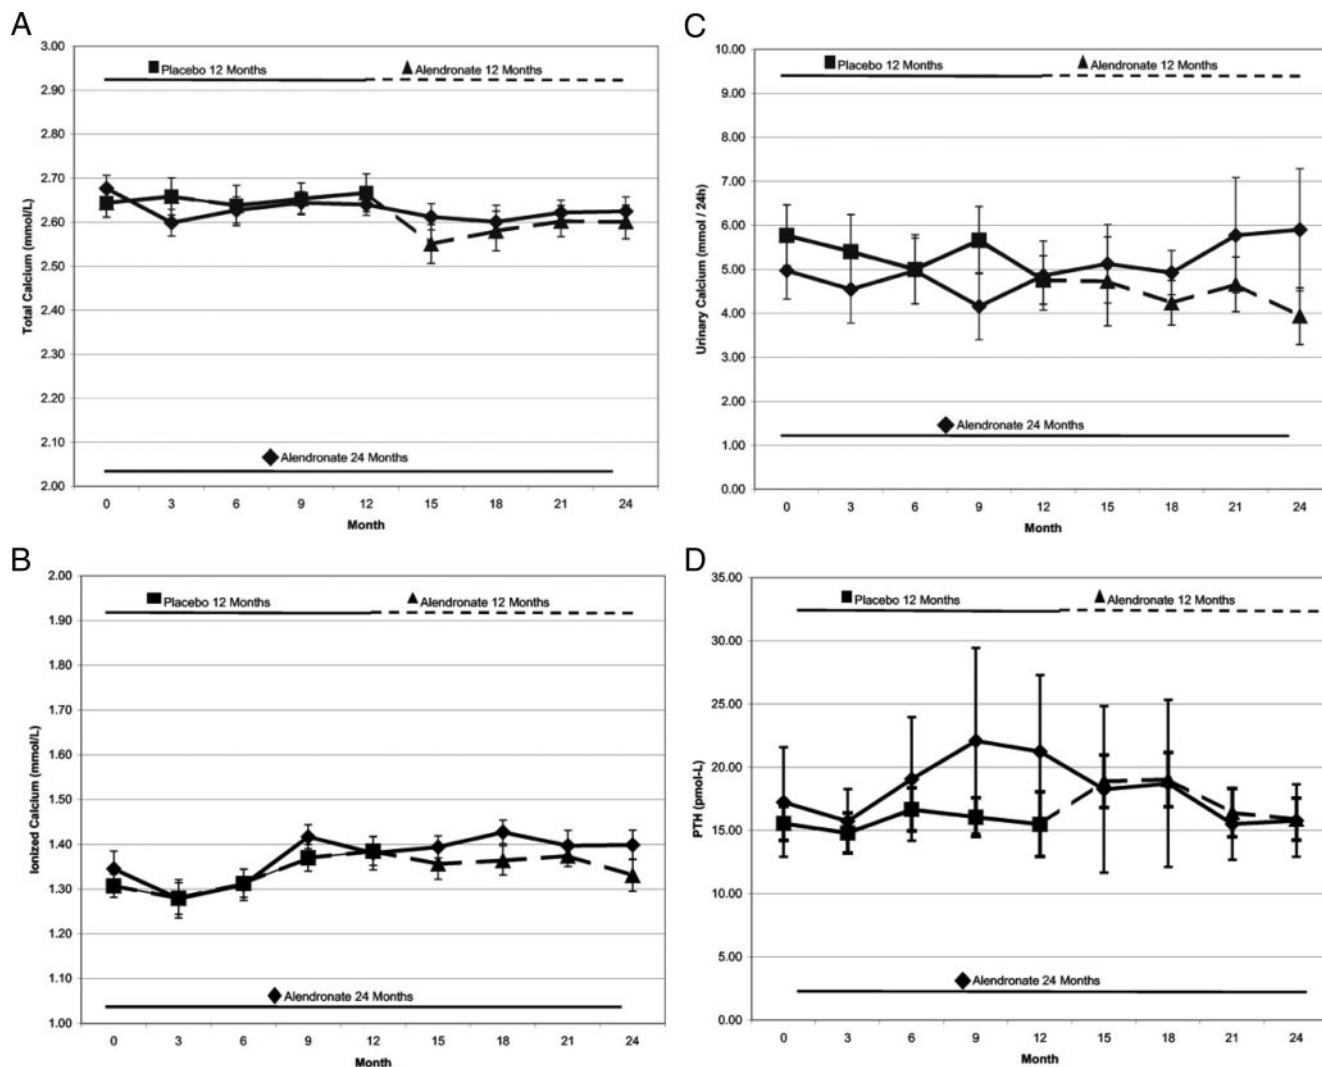 A
3.00
Placebo 12 Months
Alendronate 12 Months
2.90
2.80
2.70
2.60
2.50
2.40
2.30
2.20
2.10
2.00
Total Calcium (mmol/L)
Alendronate 24 Months
0 3 6 9 12 15 18 21 24
Month
B
2.00
Placebo 12 Months
Alendronate 12 Months
1.90
1.80
1.70
1.60
1.50
1.40
1.30
1.20
1.10
1.00
Ionized Calcium (mmol/L)
Alendronate 24 Months
0 3 6 9 12 15 18 21 24
Month
C
10.00
Placebo 12 Months
Alendronate 12 Months
9.00
8.00
7.00
6.00
5.00
4.00
3.00
2.00
1.00
0.00
Urinary Calcium (mmol / 24h)
Alendronate 24 Months
0 3 6 9 12 15 18 21 24
Month
D
35.00
Placebo 12 Months
Alendronate 12 Months
30.00
25.00
20.00
15.00
10.00
5.00
0.00
PTH (pmol-L)
Alendronate 24 Months
0 3 6 9 12 15 18 21 24
Month